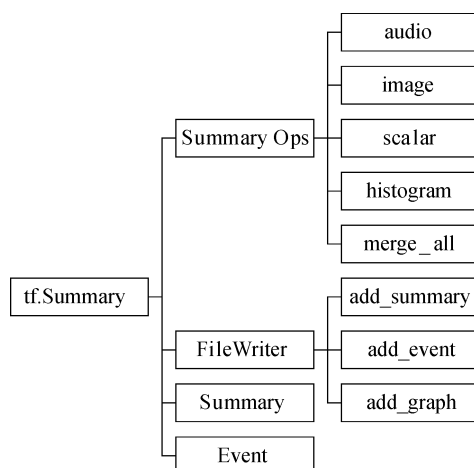 tf.Summary
Summary Ops
audio
image
scalar
histogram
merge_all
FileWriter
add_summary
add_event
add_graph
Summary
Event